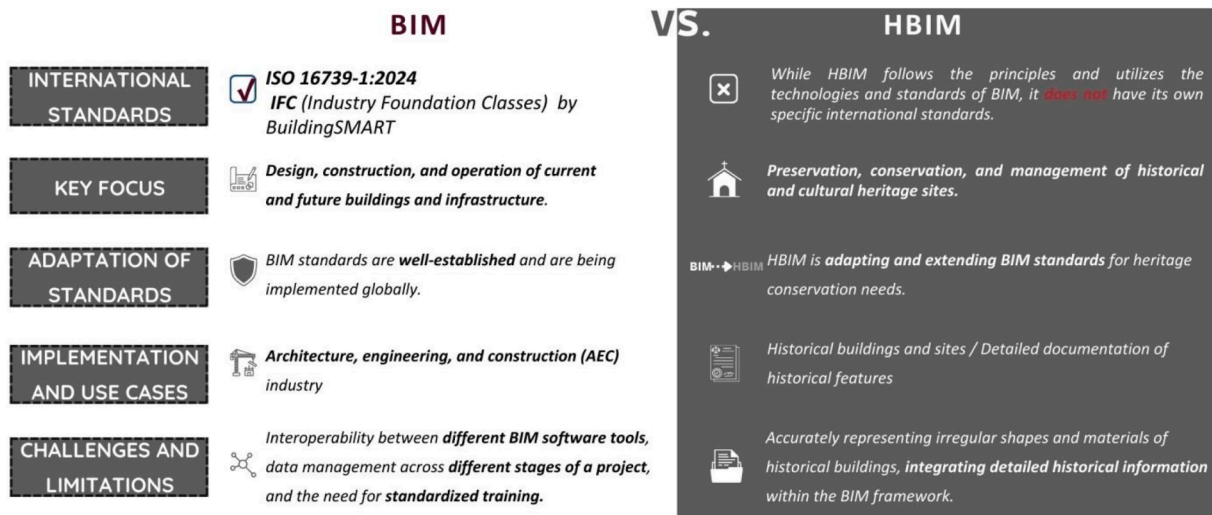 BIM
VS.
HBIM
INTERNATIONAL
STANDARDS
ISO 16739-1:2024
IFC (Industry Foundation Classes) by
BuildingSMART
While HBIM follows the principles and utilizes the
technologies and standards of BIM, it does not have its own
specific international standards.
KEY FOCUS
Design, construction, and operation of current
and future buildings and infrastructure.
Preservation, conservation, and management of historical
and cultural heritage sites.
ADAPTATION OF
STANDARDS
BIM standards are well-established and are being
implemented globally.
BIM HBIM
HBIM is adapting and extending BIM standards for heritage
conservation needs.
IMPLEMENTATION
AND USE CASES
Architecture, engineering, and construction (AEC)
industry
Historical buildings and sites / Detailed documentation of
historical features
CHALLENGES AND
LIMITATIONS
Interoperability between different BIM software tools,
data management across different stages of a project,
and the need for standardized training.
Accurately representing irregular shapes and materials of
historical buildings, integrating detailed historical information
within the BIM framework.